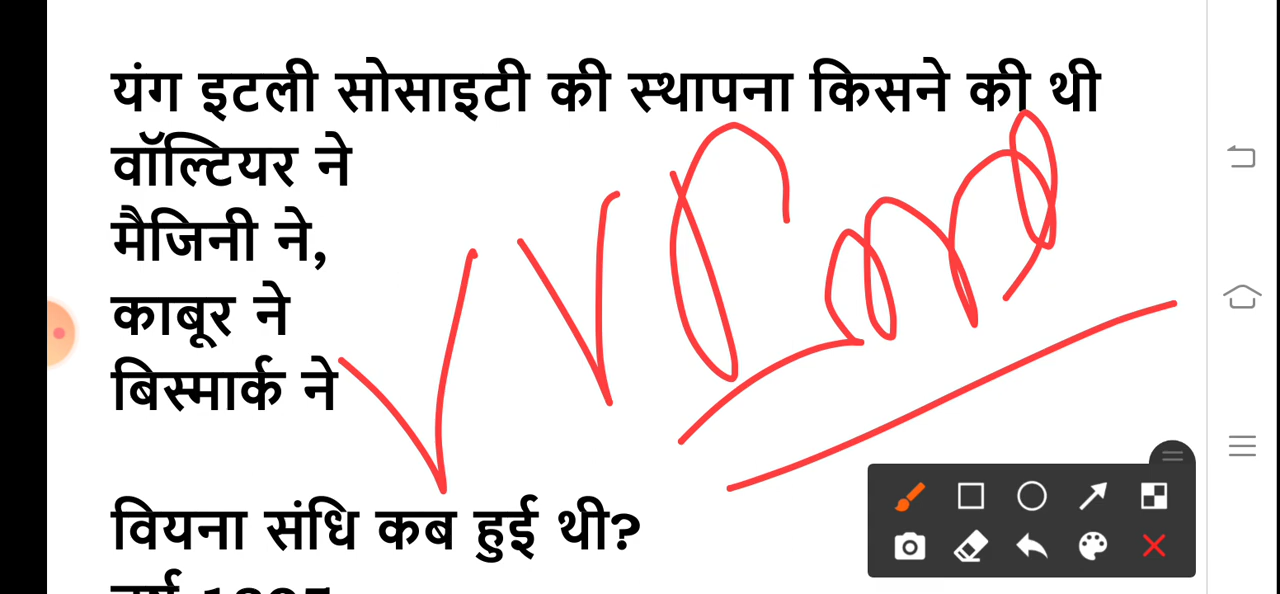 यंग इटली सोसाइटी की स्थापना किसने की थी
वॉल्टियर ने
मैजिनी ने,
काबूर ने
बिस्मार्क ने
वियना संधि कब हुई थी?